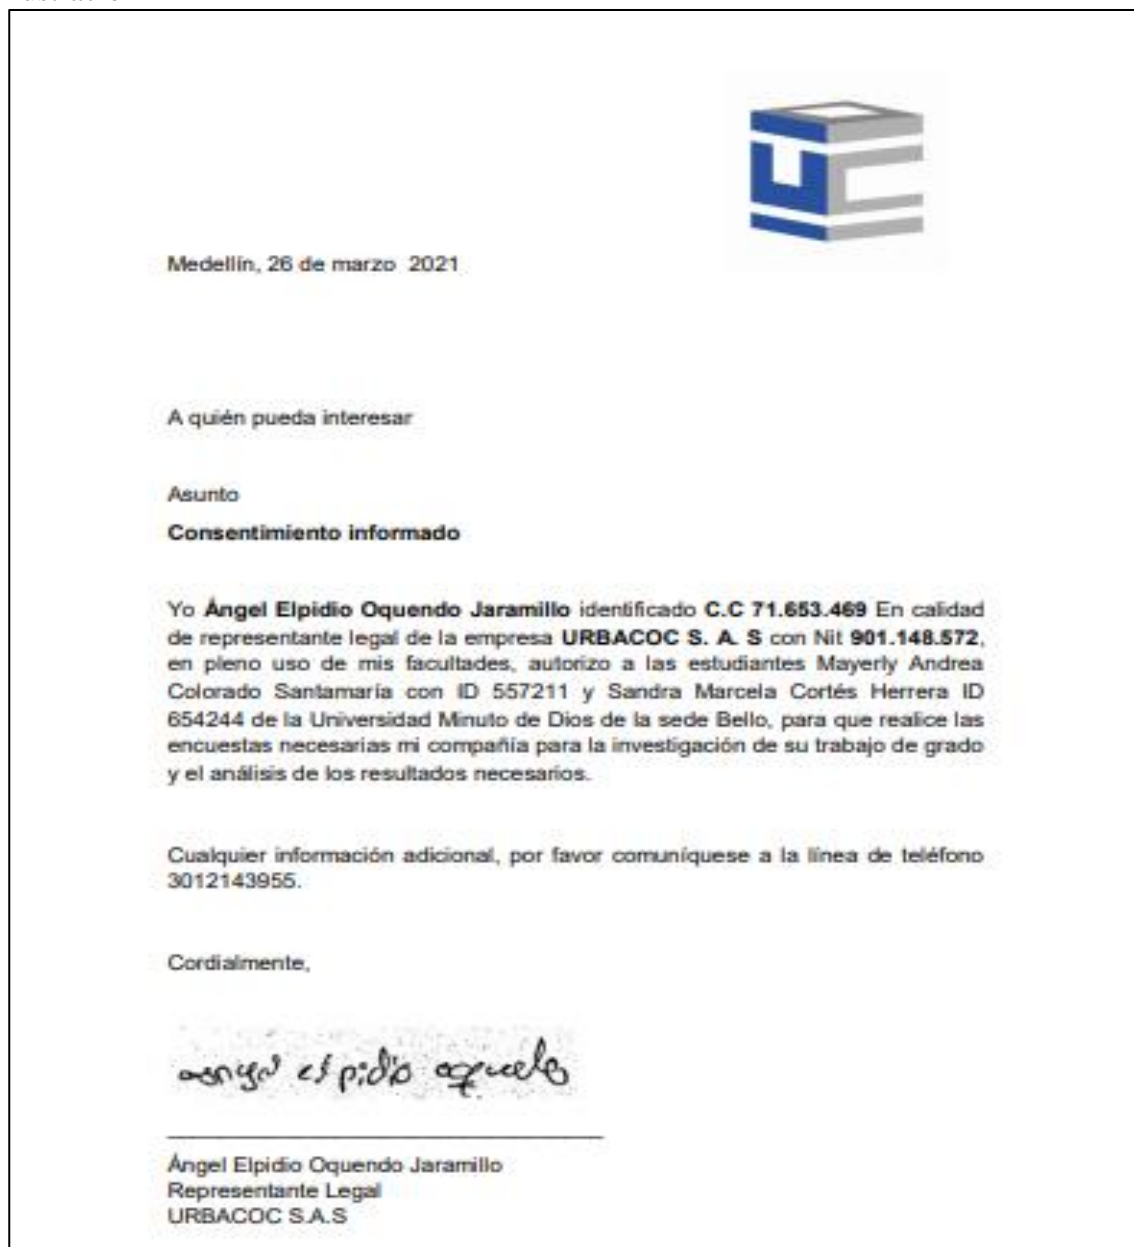 Medellín, 26 de marzo  2021
A quién pueda interesar
Asunto
Consentimiento informado
Yo Ángel Elpidio Oquendo Jaramillo identificado C.C 71.653.469 En calidad
de representante legal de la empresa URBACOC S. A. S con Nit 901.148.572,
en pleno uso de mis facultades, autorizo a las estudiantes Mayerly Andrea
Colorado Santamaría con ID 557211 y Sandra Marcela Cortés Herrera ID
654244 de la Universidad Minuto de Dios de la sede Bello, para que realice las
encuestas necesarias mi compañía para la investigación de su trabajo de grado
y el análisis de los resultados necesarios.
Cualquier información adicional, por favor comuníquese a la línea de teléfono
3012143955.
Cordialmente,
Ángel Elpidio Oquendo Jaramillo
Representante Legal
URBACOC S.A.S